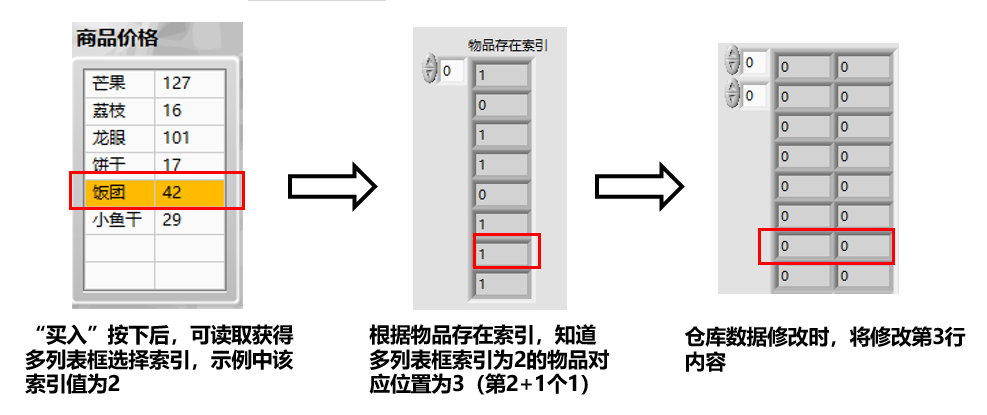 商品价格
芒果 127
荔枝 16
龙眼 101
饼干 17
饭团 42
小鱼干 29
物品存在索引
0
1
0
1
1
0
1
1
1
0
0
0 0
0 0
0 0
0 0
0 0
0 0
0 0
0 0
“买入”按下后，可读取获得
多列表框选择索引，示例中该
索引值为2
根据物品存在索引，知道
多列表框索引为2的物品对
应位置为3（第2+1个1）
仓库数据修改时，将修改第3行
内容